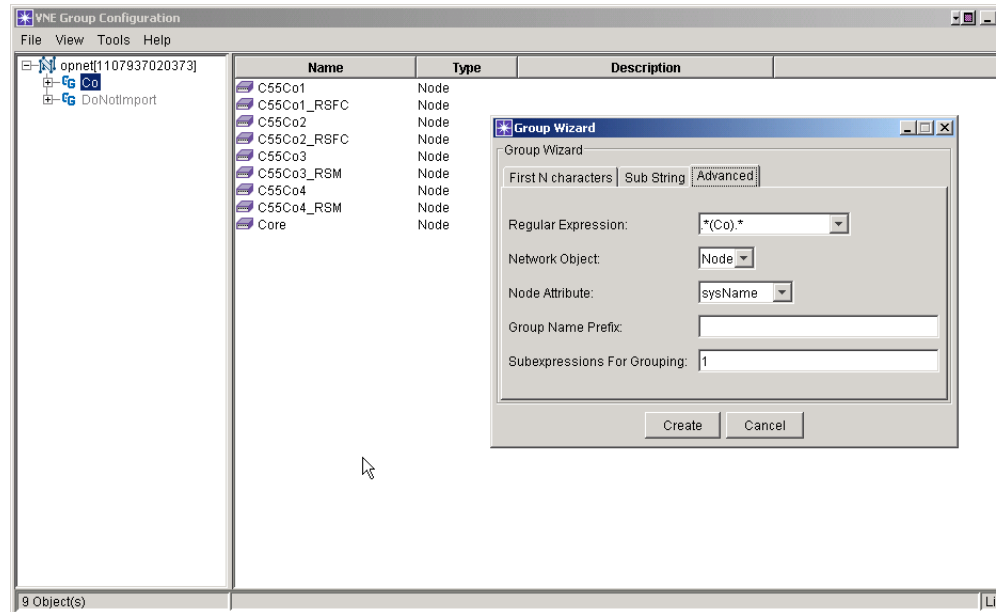 VNE Group Configuration
File View Tools Help
opnet[1107937020373]
Co
DoNotImport
Name Type Description
C55Co1 Node
C55Co1_RSFC Node
C55Co2 Node
C55Co2_RSFC Node
C55Co3 Node
C55Co3_RSM Node
C55Co4 Node
C55Co4_RSM Node
Core Node
Group Wizard
Group Wizard
First N characters Sub String Advanced
Regular Expression: .*(Co).*
Network Object: Node
Node Attribute: sysName
Group Name Prefix:
Subexpressions For Grouping: 1
Create Cancel
9 Object(s)
Li